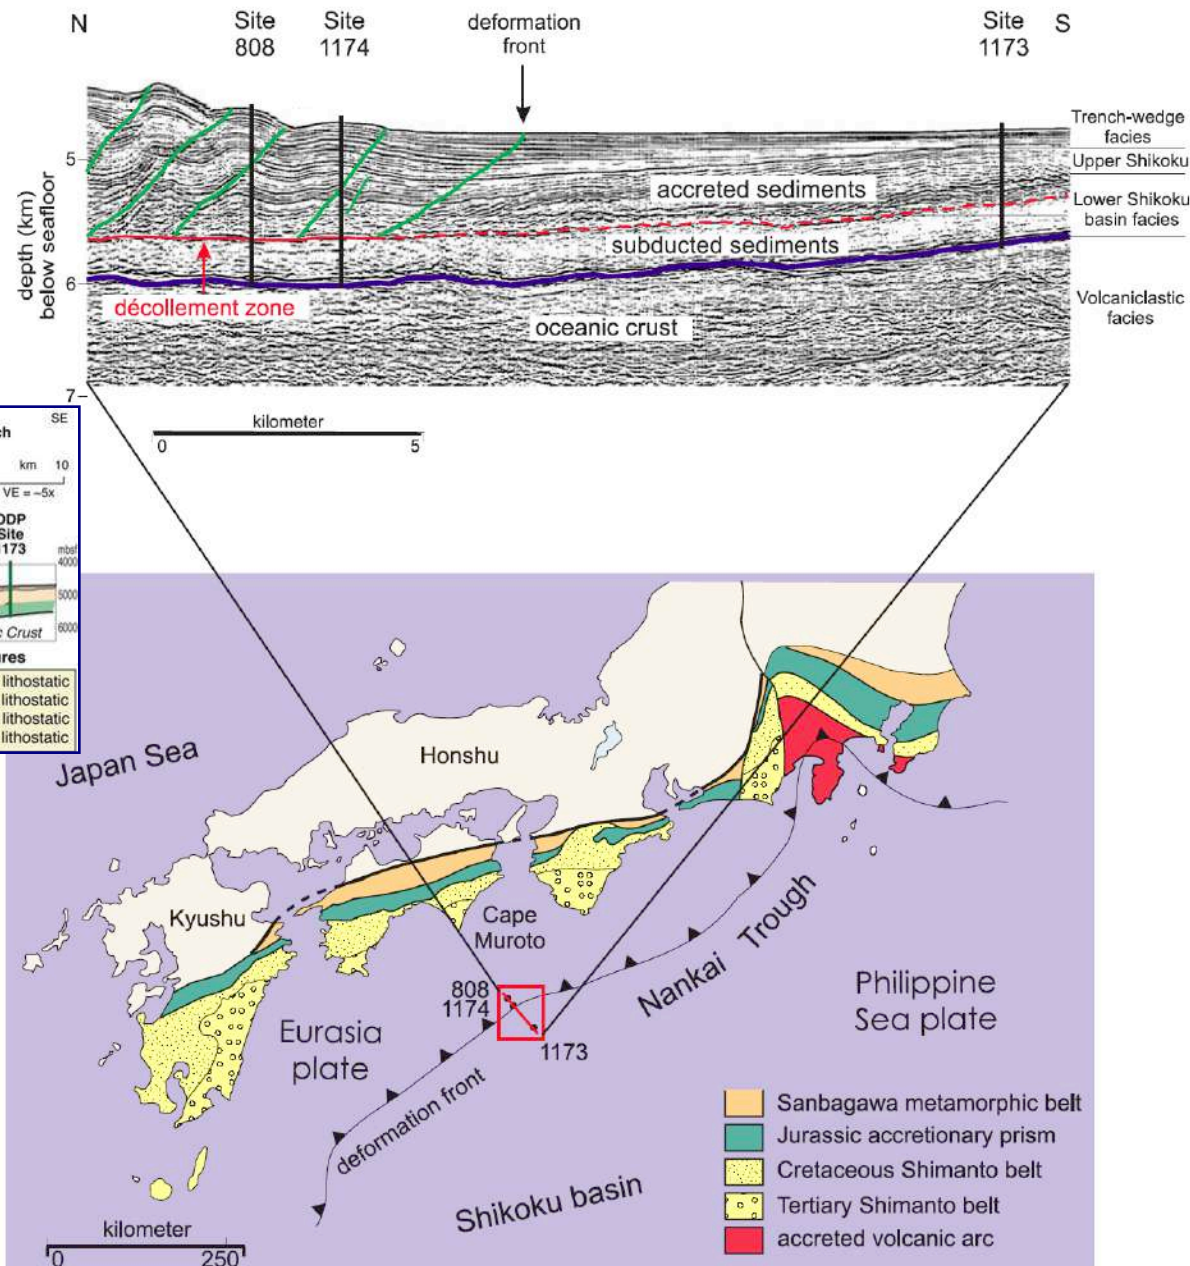 N
Site
808
Site
1174
deformation
front
Site
1173
S
Trench-wedge
facies
Upper Shikoku
Lower Shikoku
basin facies
Volcaniclastic
facies
5
6
7
depth (km)
below seafloor
accreted sediments
subducted sediments
décollement zone
oceanic crust
kilometer
0 5
SE
ch
km 10
VE = ~5x
ODP
Site
1173
mbsf
4000
5000
6000
c Crust
ures
lithostatic
lithostatic
lithostatic
lithostatic
Japan Sea
Honshu
Kyushu
Cape
Muroto
808
1174
1173
Nankai Trough
Philippine
Sea plate
Eurasia
plate
deformation front
Shikoku basin
Sanbagawa metamorphic belt
Jurassic accretionary prism
Cretaceous Shimanto belt
Tertiary Shimanto belt
accreted volcanic arc
kilometer
0 250